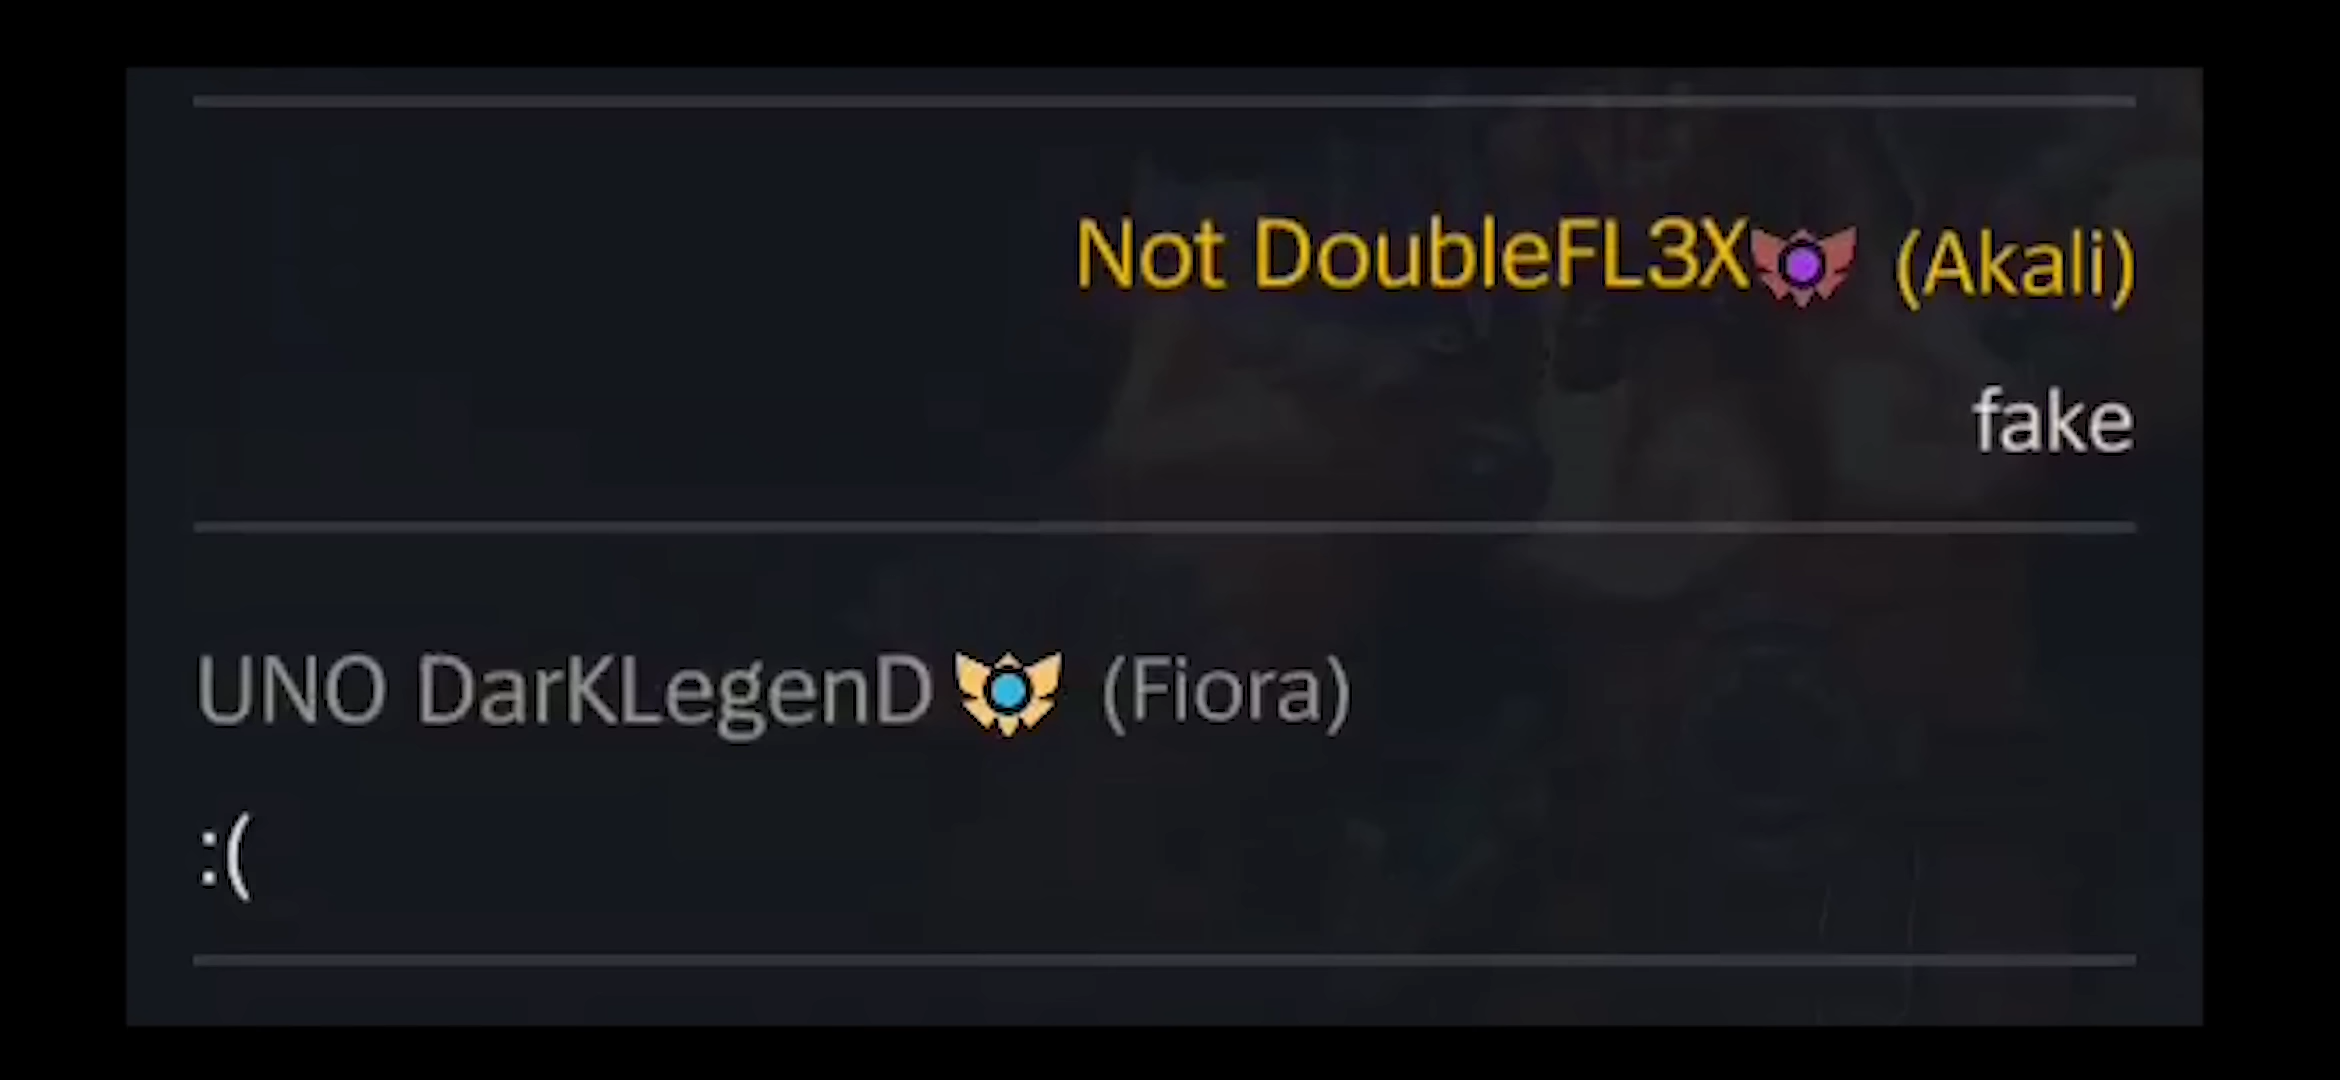 Not DoubleFL3X (Akali)
fake
UNO DarKLegenD (Fiora)
:(